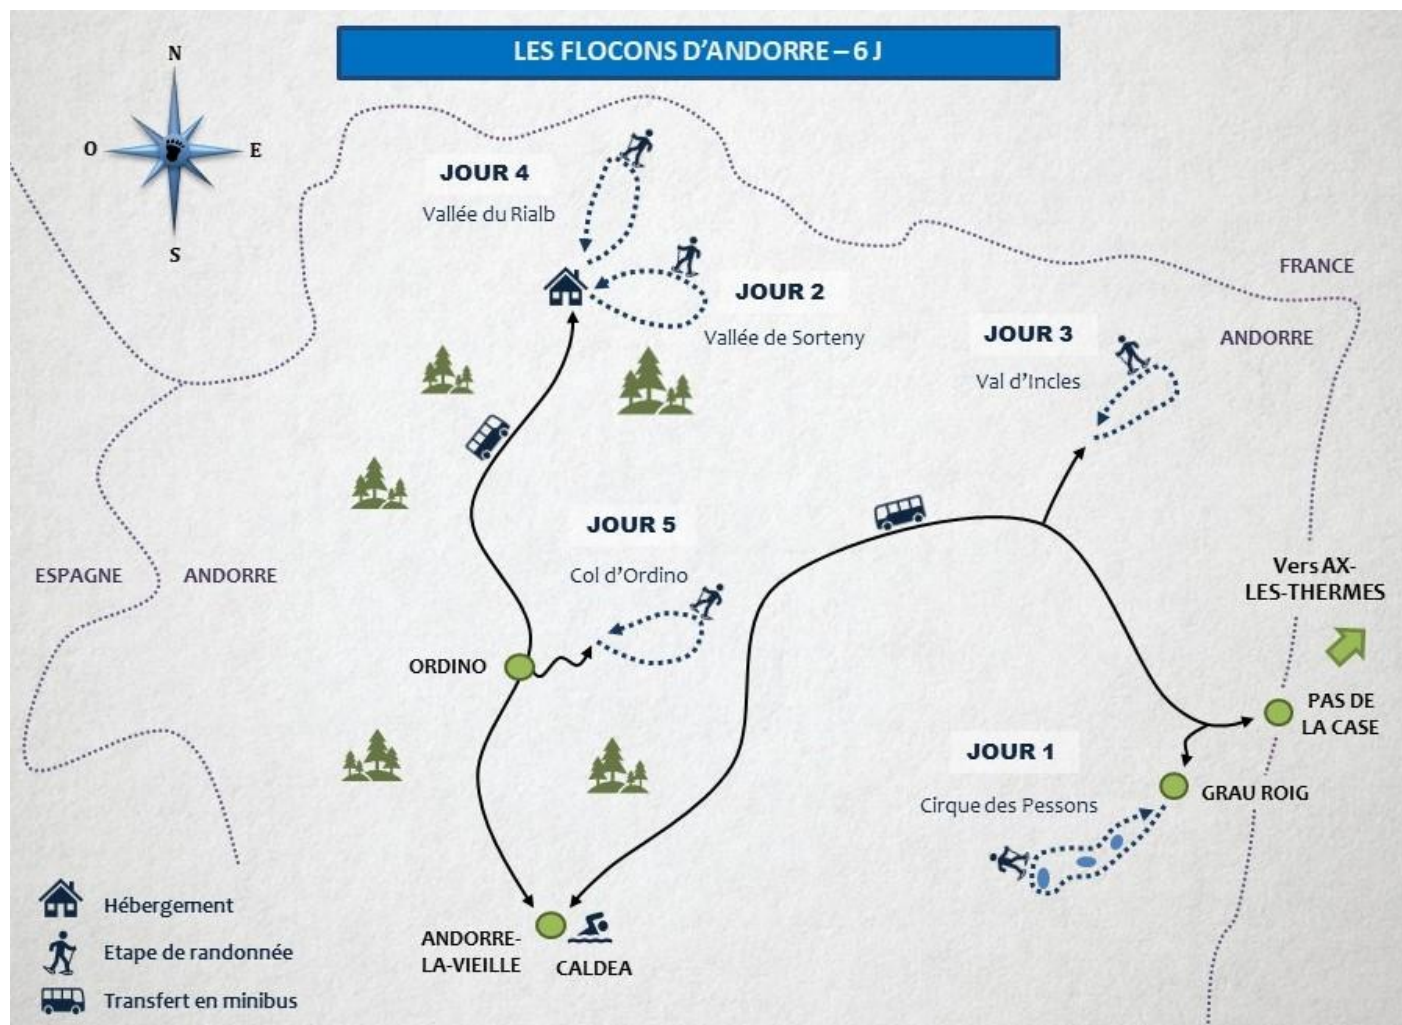 LES FLOCONS D'ANDORRE – 6 J
N
O
E
S
JOUR 4
Vallée du Rialb
JOUR 2
Vallée de Sorteny
FRANCE
ANDORRE
JOUR 3
Val d'Incles
JOUR 5
Col d'Ordino
ESPAGNE
ANDORRE
Vers AX-
LES-THERMES
ORDINO
PAS DE
LA CASE
JOUR 1
Cirque des Pessons
GRAU ROIG
ANDORRE-
LA-VIEILLE
CALDEA
Hébergement
Etape de randonnée
Transfert en minibus